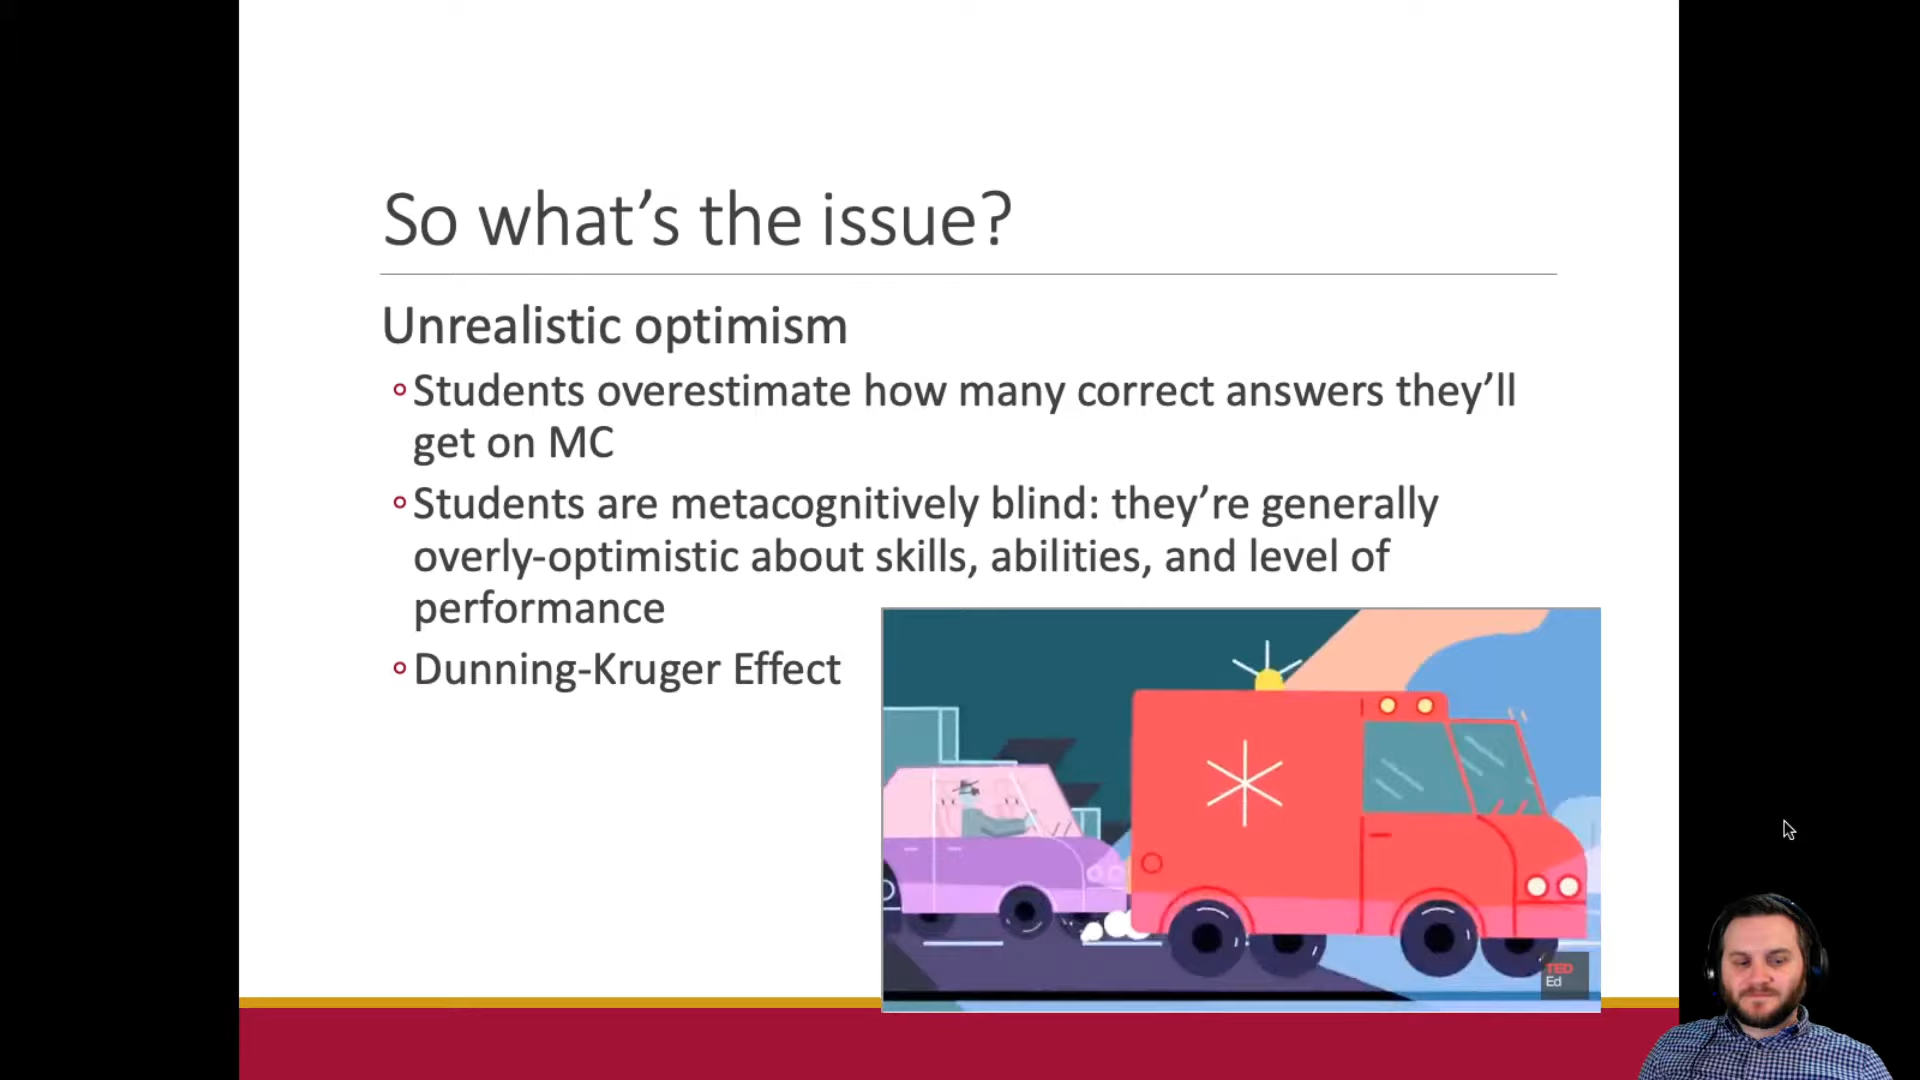 So what’s the issue?
Unrealistic optimism
◦Students overestimate how many correct answers they’ll
get on MC
◦Students are metacognitively blind: they’re generally
overly-optimistic about skills, abilities, and level of
performance
◦Dunning-Kruger Effect
TED
Ed